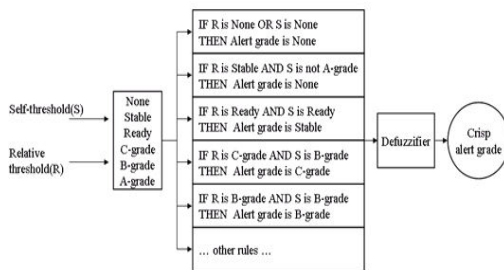 Self-threshold(S)
Relative
threshold(R)
None
Stable
Ready
C-grade
B-grade
A-grade
IF R is None OR S is None
THEN Alert grade is None
IF R is Stable AND S is not A-grade
THEN Alert grade is None
IF R is Ready AND S is Ready
THEN Alert grade is Stable
IF R is C-grade AND S is B-grade
THEN Alert grade is C-grade
IF R is B-grade AND S is B-grade
THEN Alert grade is B-grade
... other rules ...
Defuzzifier
Crisp
alert grade